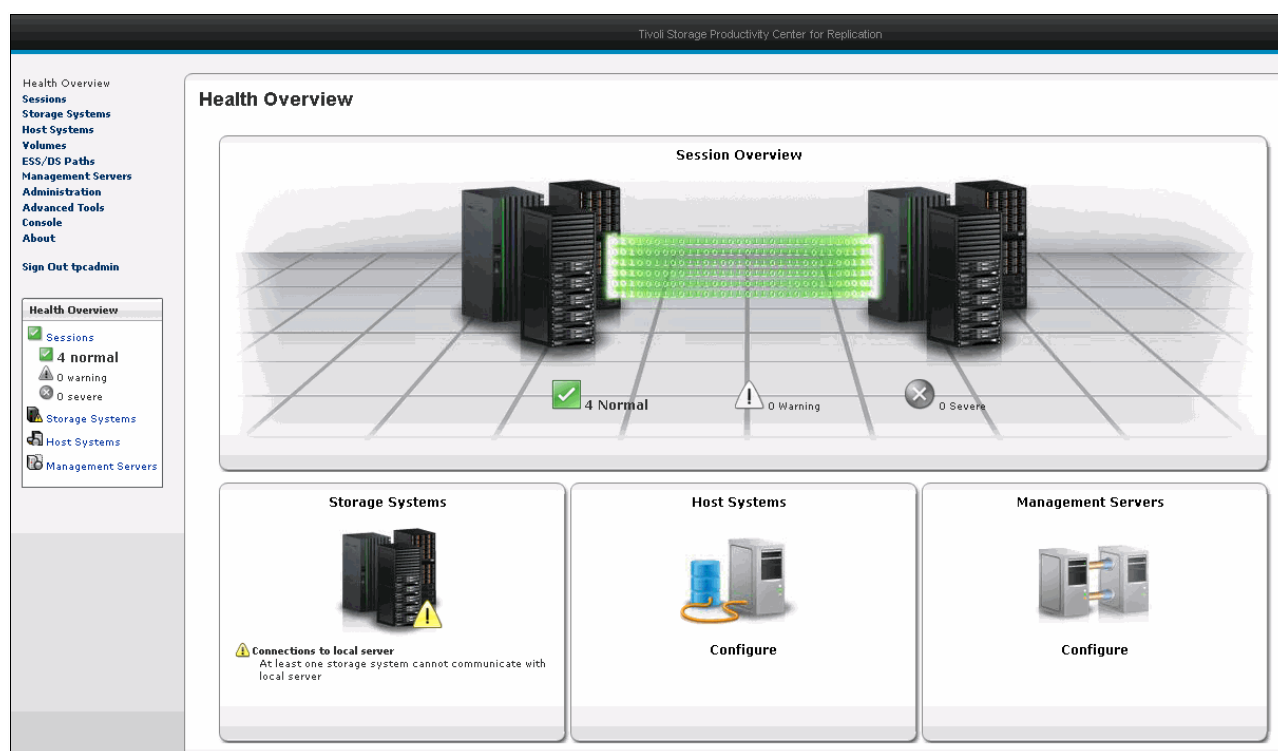 Tivoli Storage Productivity Center for Replication
Health Overview
Sessions
Storage Systems
Host Systems
Volumes
ESS/DS Paths
Management Servers
Administration
Advanced Tools
Console
About
Sign Out tpcadmin
Health Overview
Sessions
4 normal
0 warning
0 severe
Storage Systems
Host Systems
Management Servers
Health Overview
Session Overview
4 Normal
0 Warning
0 Severe
Storage Systems
Connections to local server
At least one storage system cannot communicate with
local server
Host Systems
Configure
Management Servers
Configure